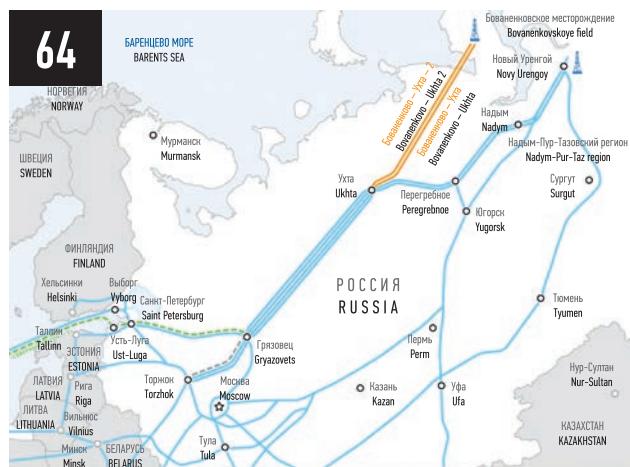 64
БАРЕНЦЕВО МОРЕ
BARENTS SEA
Бованенковское месторождение
Bovanenkovskoye field
Новый Уренгой
Novy Urengoy
НОРВЕГИЯ
NORWAY
Бованенково – Ухта – 2
Bovanenkovo – Ukhta 2
Бованенково – Ухта
Bovanenkovo – Ukhta
Надым
Nadym
Мурманск
Murmansk
Надым-Пур-Тазовский регион
Nadym-Pur-Taz region
ШВЕЦИЯ
SWEDEN
Ухта
Ukhta
Перегребное
Peregrebnoe
Сургут
Surgut
Югорск
Yugorsk
ФИНЛЯНДИЯ
FINLAND
РОССИЯ
RUSSIA
Хельсинки
Helsinki
Выборг
Vyborg
Санкт-Петербург
Saint Petersburg
Тюмень
Tyumen
Таллин
Tallinn
Усть-Луга
Ust-Luga
Грязовец
Gryazovets
Пермь
Perm
ЭСТОНИЯ
ESTONIA
Торжок
Torzhok
Москва
Moscow
Казань
Kazan
Уфа
Ufa
Нур-Султан
Nur-Sultan
ЛАТВИЯ
LATVIA
Рига
Riga
ЛИТВА
LITHUANIA
Вильнюс
Vilnius
КАЗАХСТАН
KAZAKHSTAN
Тула
Tula
Минск
Minsk
БЕЛАРУСЬ
BELARUS